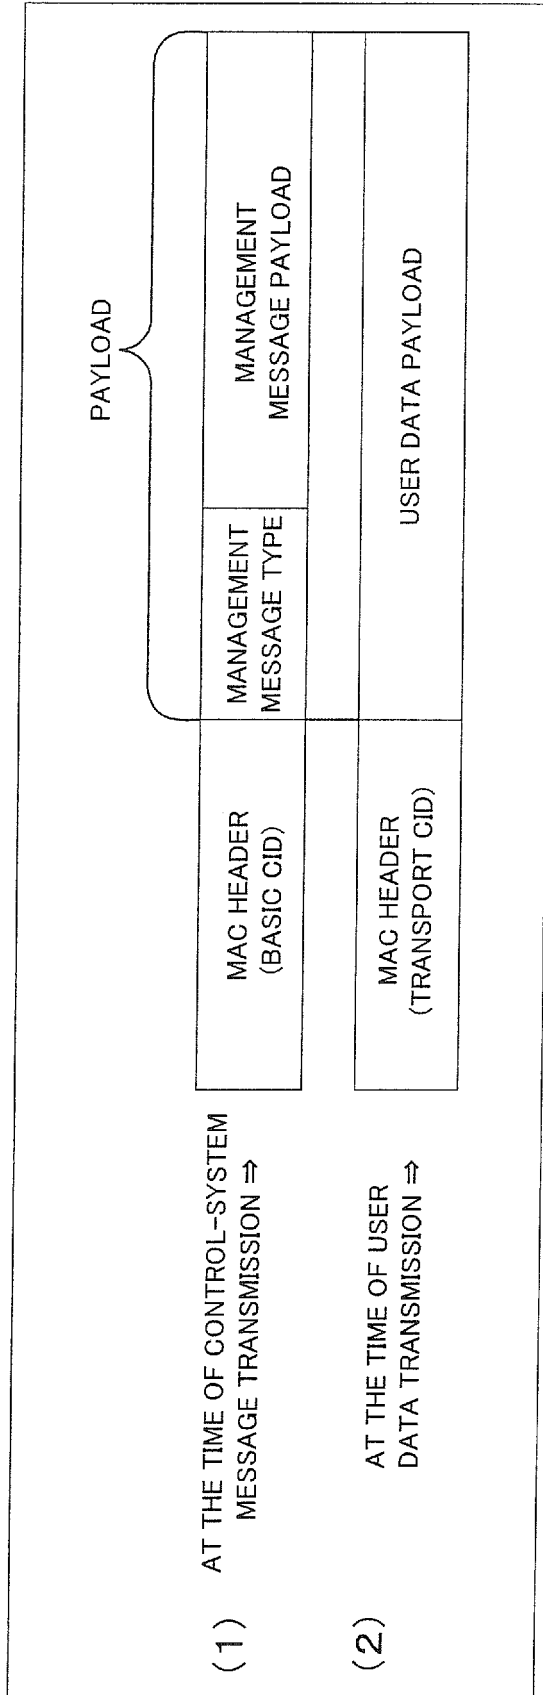 PAYLOAD
(1) AT THE TIME OF CONTROL-SYSTEM
MESSAGE TRANSMISSION ⇒
MAC HEADER
(BASIC CID)
MANAGEMENT
MESSAGE TYPE
MANAGEMENT
MESSAGE PAYLOAD
(2) AT THE TIME OF USER
DATA TRANSMISSION ⇒
MAC HEADER
(TRANSPORT CID)
USER DATA PAYLOAD